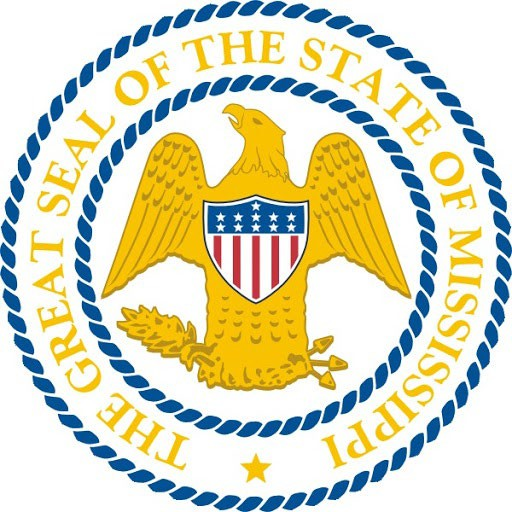 THE GREAT SEAL OF THE STATE OF MISSISSIPPI